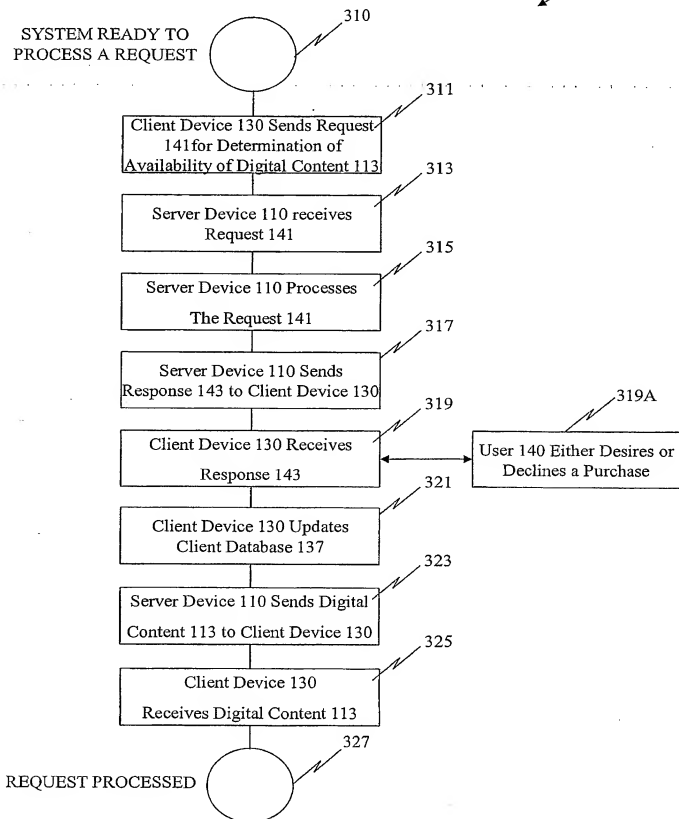 310
SYSTEM READY TO
PROCESS A REQUEST
311
Client Device 130 Sends Request
141for Determination of
Availability of Digital Content 113
313
Server Device 110 receives
Request 141
315
Server Device 110 Processes
The Request 141
317
Server Device 110 Sends
Response 143 to Client Device 130
319
Client Device 130 Receives
Response 143
319A
User 140 Either Desires or
Declines a Purchase
321
Client Device 130 Updates
Client Database 137
323
Server Device 110 Sends Digital
Content 113 to Client Device 130
325
Client Device 130
Receives Digital Content 113
327
REQUEST PROCESSED